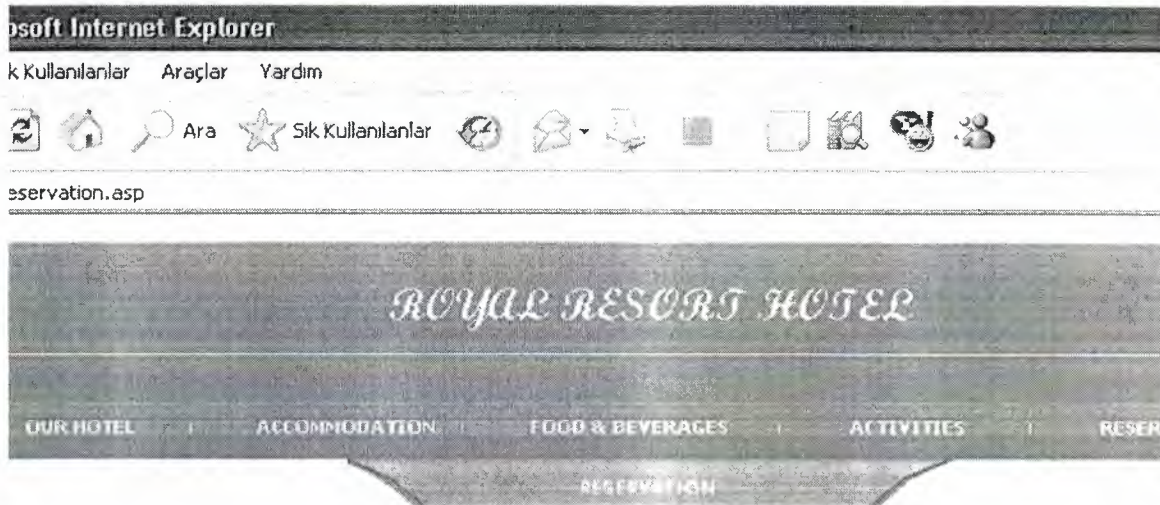 osoft Internet Explorer
k Kullanılanlar Araçlar Yardım
Ara Sık Kullanılanlar
eservation.asp
ROYAL RESORT HOTEL
OUR HOTEL ACCOMMODATION FOOD & BEVERAGES ACTIVITIES RESER
RESERVATION